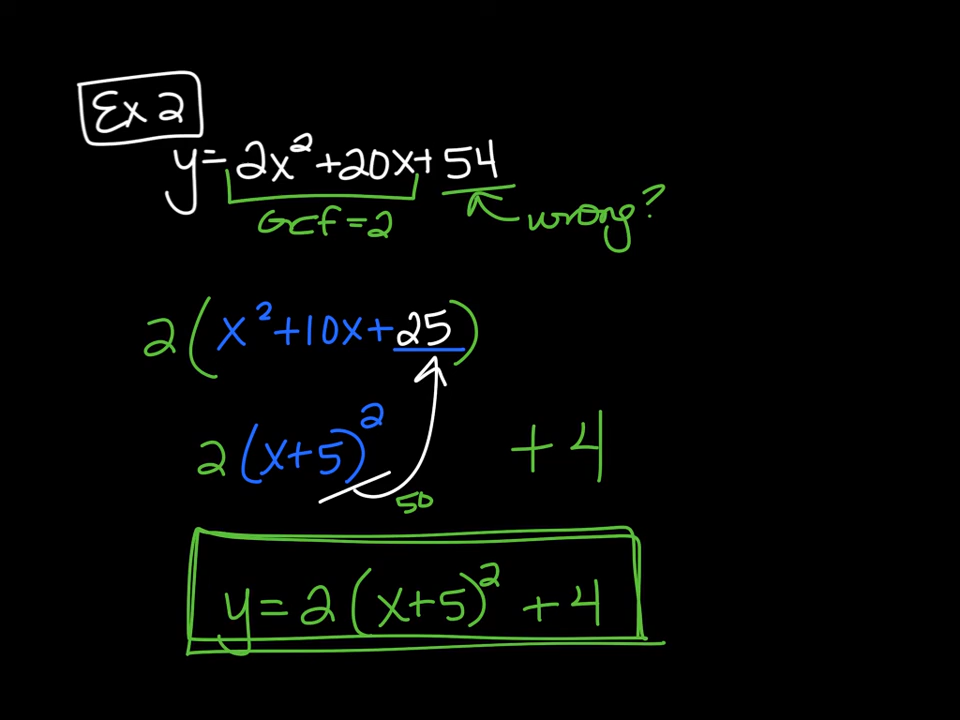 Ex 2
y = 2x² + 20x + 54
GCF = 2
wrong?
2(x² + 10x + 25)
2(x + 5)² + 4
50
y = 2(x + 5)² + 4